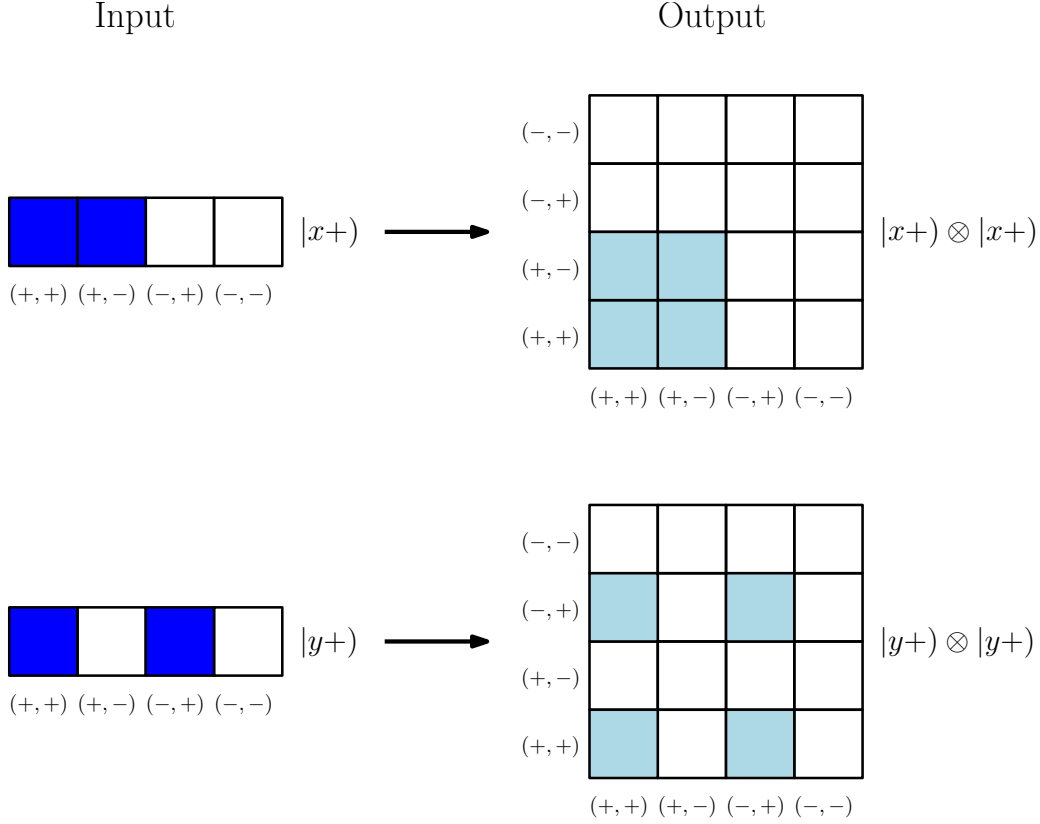 Input
Output
(−, −)
(−, +)
|x+)
|x+) ⊗ |x+)
(+, −)
(+, +) (+, −) (−, +) (−, −)
(+, +)
(+, +) (+, −) (−, +) (−, −)
(−, −)
(−, +)
|y+)
|y+) ⊗ |y+)
(+, −)
(+, +) (+, −) (−, +) (−, −)
(+, +)
(+, +) (+, −) (−, +) (−, −)